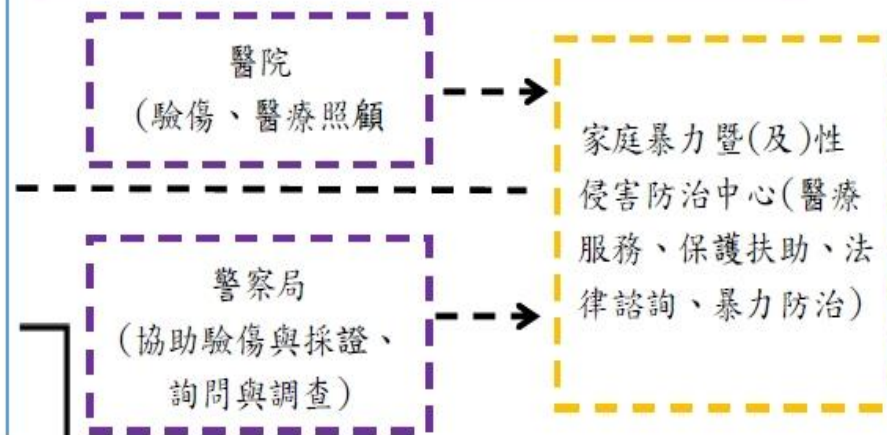 醫院
(驗傷、醫療照顧
警察局
(協助驗傷與採證、
詢問與調查)
家庭暴力暨(及)性
侵害防治中心(醫療
服務、保護扶助、法
律諮詢、暴力防治)